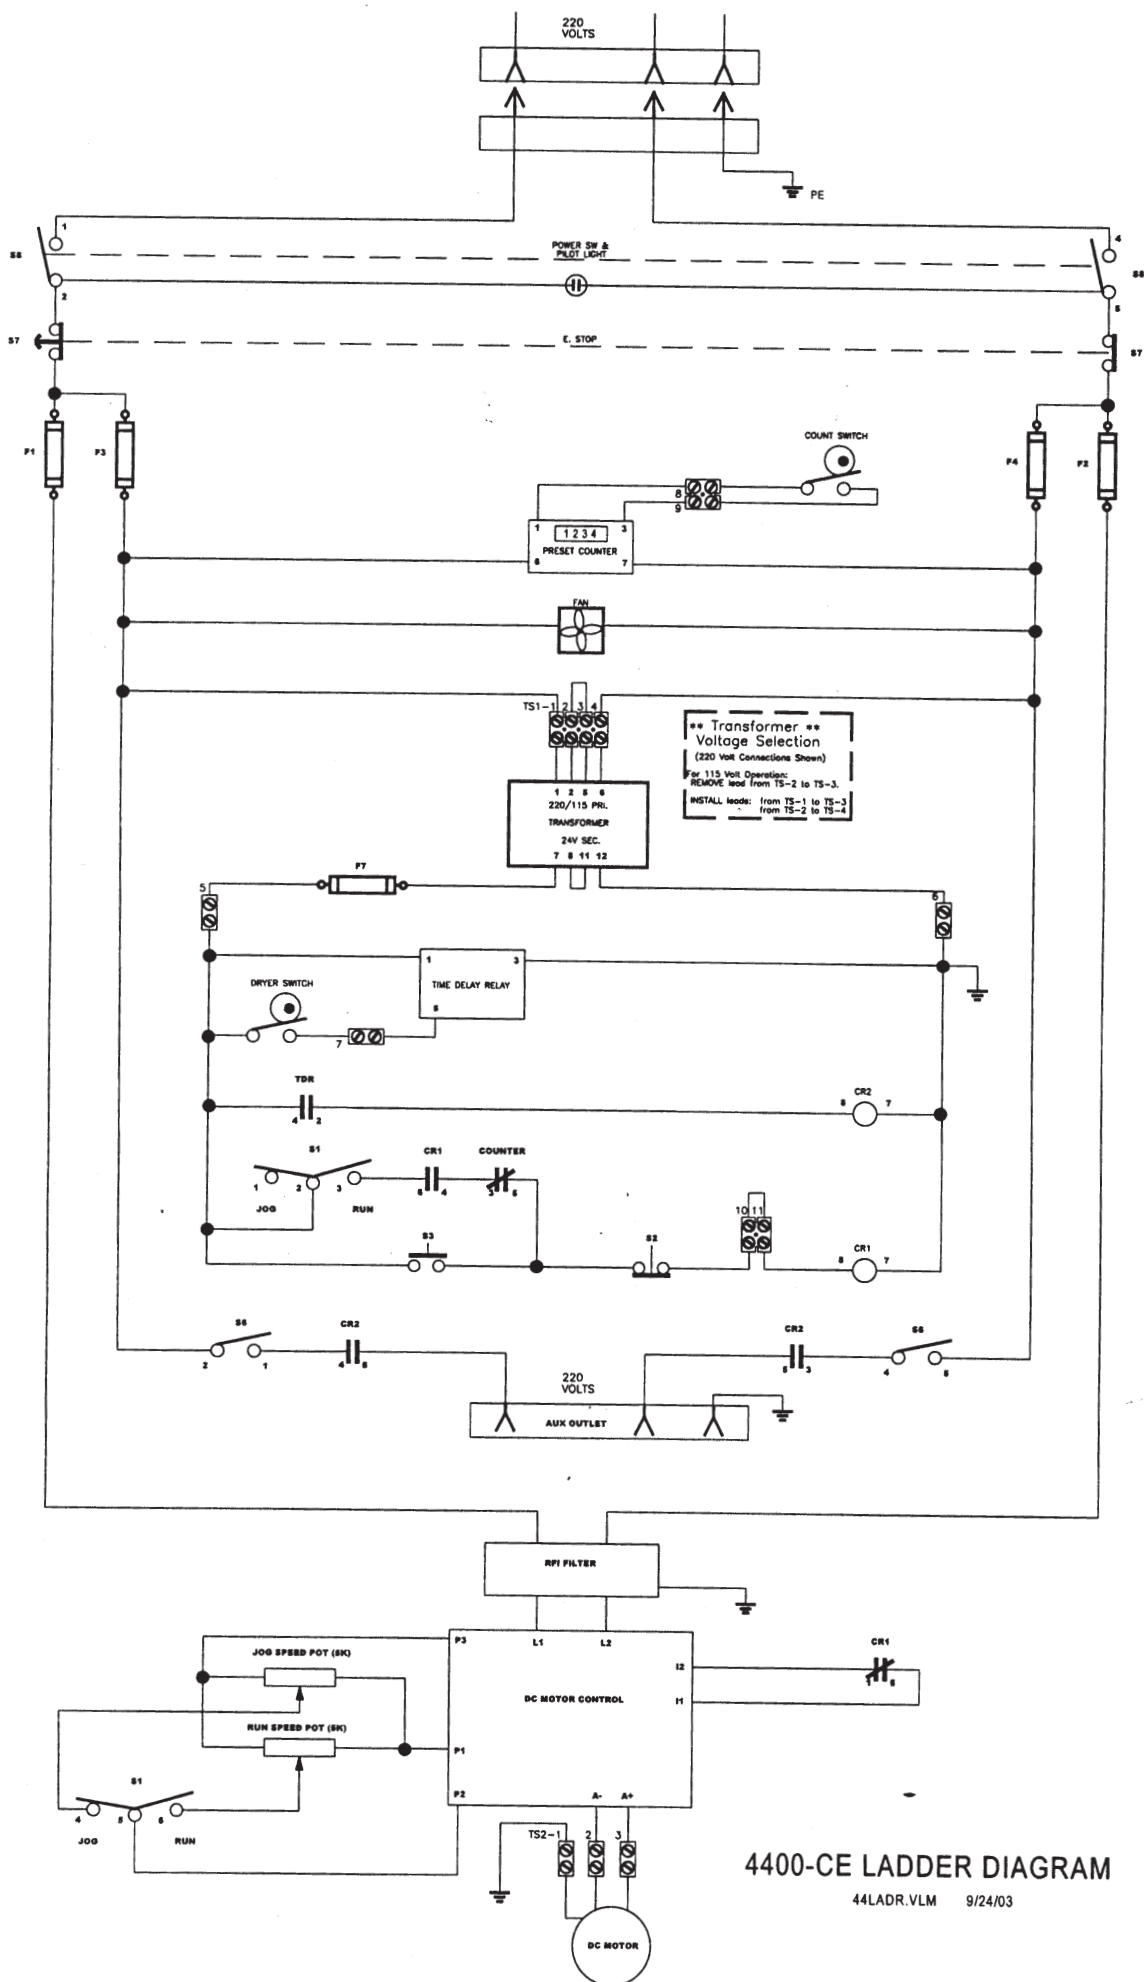 220
VOLTS
PE
1
4
S8
POWER SW &
PILOT LIGHT
S8
2
5
S7
E. STOP
S7
F1
F3
COUNT SWITCH
F4
F2
8
9
1
1 2 3 4
3
PRESET COUNTER
6
7
FAN
TS1-1 2 3 4
** Transformer **
Voltage Selection
(220 Volt Connections Shown)
For 115 Volt Operation:
REMOVE lead from TS-2 to TS-3.
INSTALL leads: from TS-1 to TS-3
from TS-2 to TS-4
1 2 5 6
220/115 PRI.
TRANSFORMER
24V SEC.
7 8 11 12
F7
5
6
1
3
TIME DELAY RELAY
DRYER SWITCH
7
TDR
4 2
CR2
7
S1
CR1
COUNTER
1
2
3
6 4
3 5
JOG
RUN
10 11
S3
S2
CR1
8
7
S6
CR2
CR2
S6
2
1
4
5 3
4
220
VOLTS
AUX OUTLET
RFI FILTER
P3
L1
L2
JOG SPEED POT (5K)
CR1
I2
1
DC MOTOR CONTROL
I1
RUN SPEED POT (5K)
P1
S1
P2
A-
A+
4
5
6
JOG
RUN
TS2-1
2
3
4400-CE LADDER DIAGRAM
44LADR.VLM 9/24/03
DC MOTOR